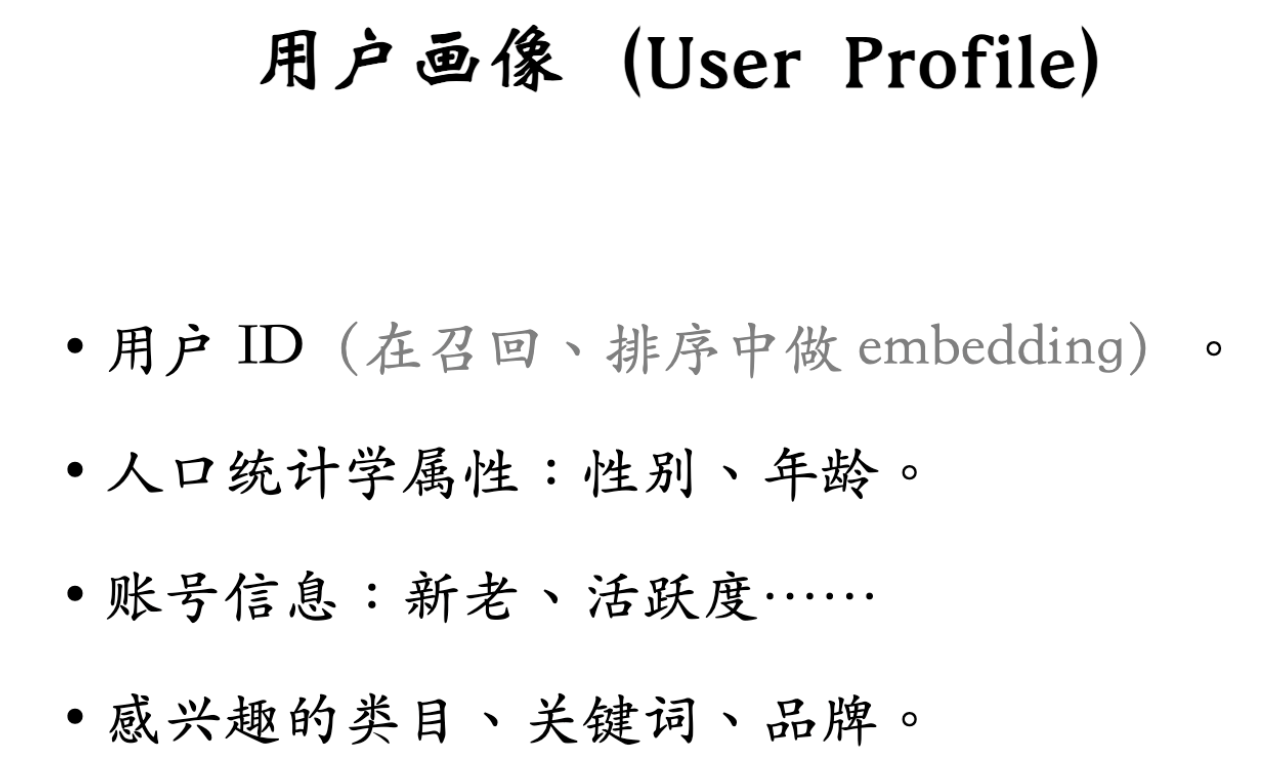 用户画像 (User Profile)
• 用户 ID（在召回、排序中做 embedding）。
• 人口统计学属性：性别、年龄。
• 账号信息：新老、活跃度……
• 感兴趣的类目、关键词、品牌。